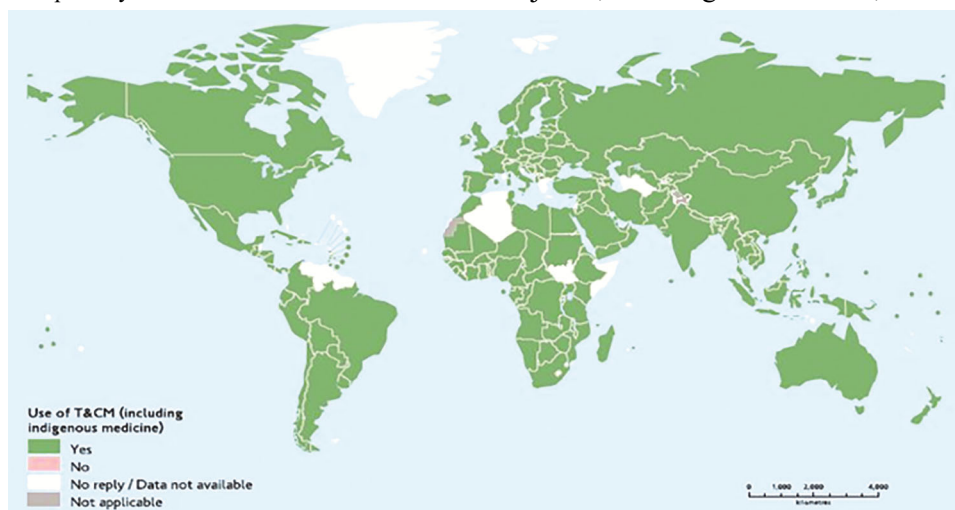 Use of T&CM (including
indigenous medicine)
Yes
No
No reply / Data not available
Not applicable
0 1,000 2,000 4,000
kilometres